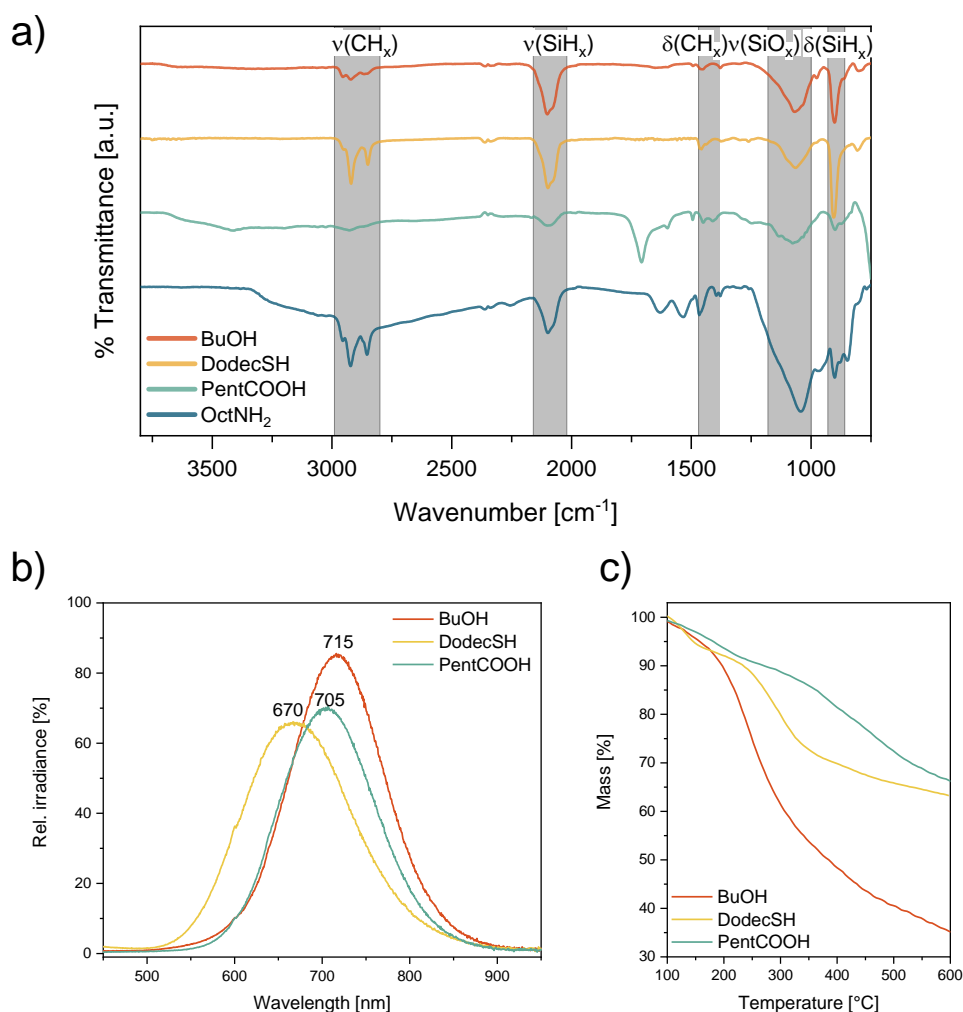 a)
ν(CHx) ν(SiHx) δ(CHx) ν(SiOx) δ(SiHx)
% Transmittance [a.u.]
BuOH
DodecSH
PentCOOH
OctNH2
3500 3000 2500 2000 1500 1000
Wavenumber [cm-1]
b)
100
80
60
40
20
0
Rel. irradiance [%]
715
670 705
BuOH
DodecSH
PentCOOH
500 600 700 800 900
Wavelength [nm]
c)
100
90
80
70
60
50
40
30
Mass [%]
BuOH
DodecSH
PentCOOH
100 200 300 400 500 600
Temperature [°C]